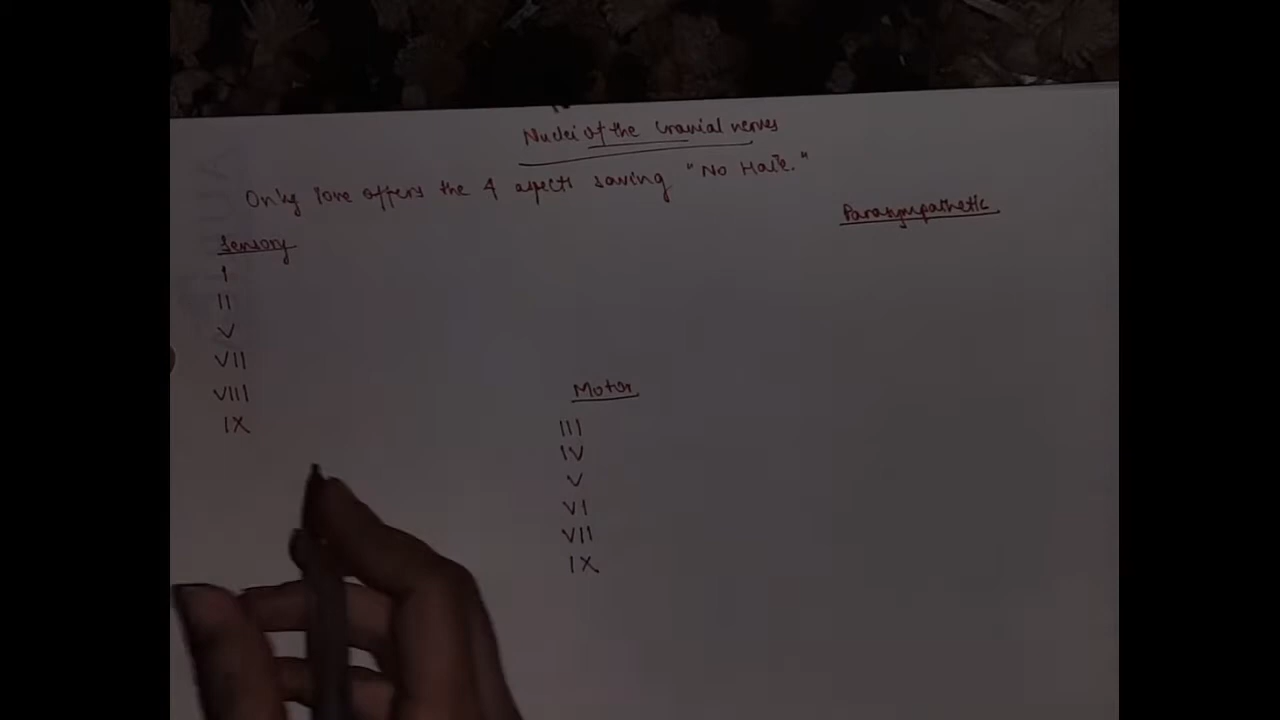 Nuclei of the Cranial nerves
Only love offers the 4 aspects saving "No Hate."
Parasympathetic
Sensory
I
II
V
VII
VIII
IX
Motor
III
IV
V
VI
VII
IX